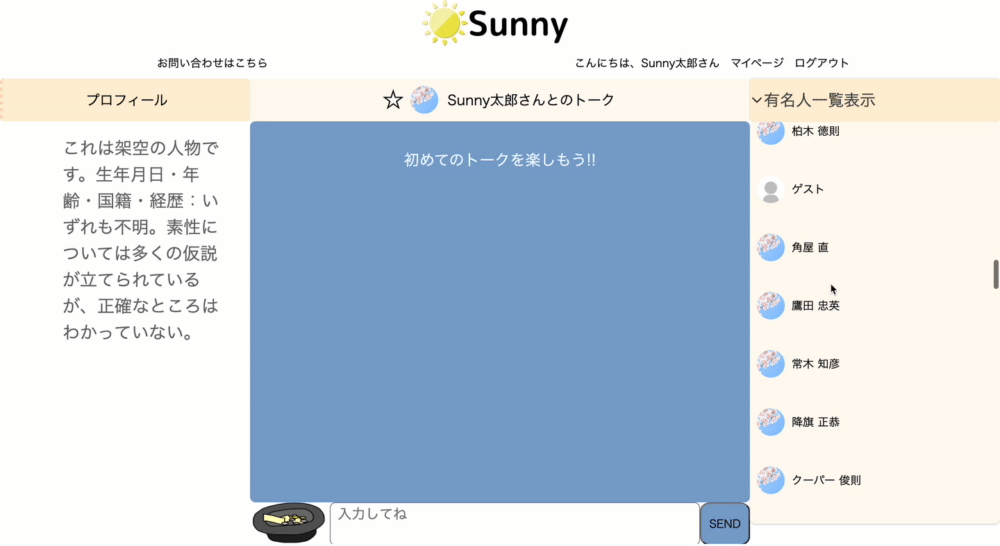 Sunny
お問い合わせはこちら
こんにちは、Sunny太郎さん マイページ ログアウト
プロフィール
☆ Sunny太郎さんとのトーク
有名人一覧表示
これは架空の人物で
す。生年月日・年
齢・国籍・経歴：い
ずれも不明。素性に
ついては多くの仮説
が立てられている
が、正確なところは
わかっていない。
初めてのトークを楽しもう!!
柏木 徳則
ゲスト
角屋 直
鷹田 忠英
常木 知彦
降旗 正恭
クーパー 俊則
入力してね
SEND